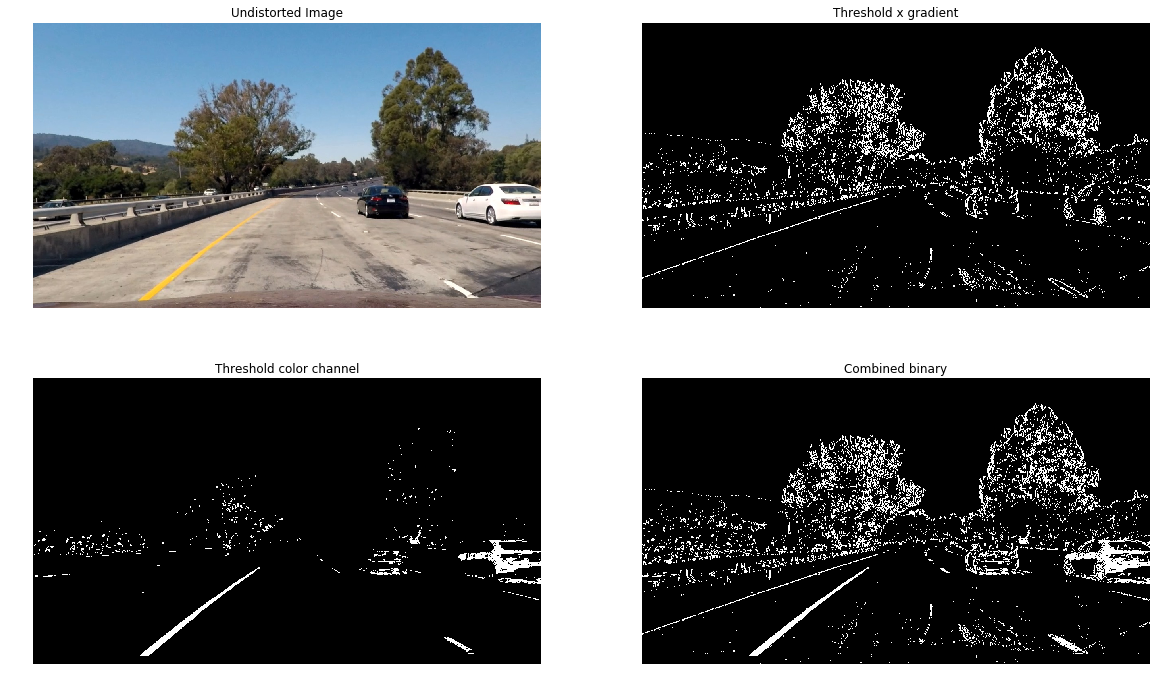 Undistorted Image
Threshold x gradient
Threshold color channel
Combined binary